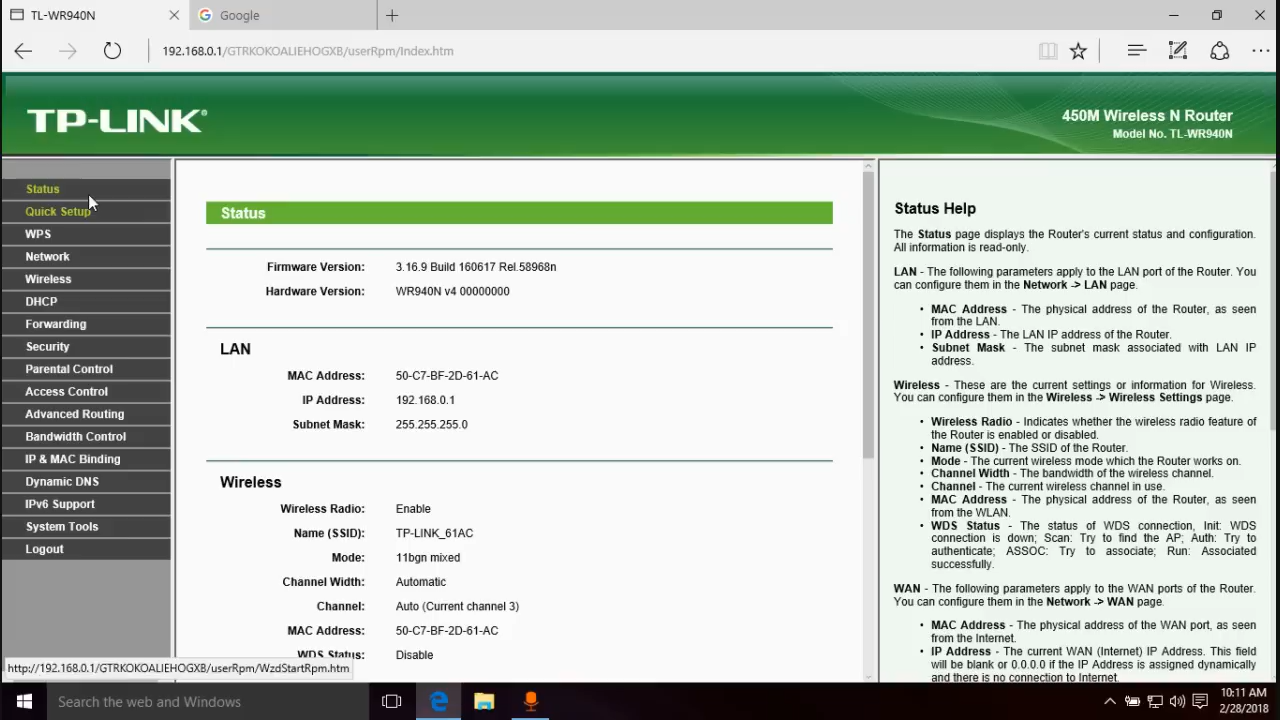 TL-WR940N
Google
192.168.0.1/GTRKOKOALIEHOGXB/userRpm/Index.htm
TP-LINK®
450M Wireless N Router
Model No. TL-WR940N
Status
Quick Setup
WPS
Network
Wireless
DHCP
Forwarding
Security
Parental Control
Access Control
Advanced Routing
Bandwidth Control
IP & MAC Binding
Dynamic DNS
IPv6 Support
System Tools
Logout
http://192.168.0.1/GTRKOKOALIEHOGXB/userRpm/WzdStartRpm.htm
Status
Firmware Version: 3.16.9 Build 160617 Rel.58968n
Hardware Version: WR940N v4 00000000
LAN
MAC Address: 50-C7-BF-2D-61-AC
IP Address: 192.168.0.1
Subnet Mask: 255.255.255.0
Wireless
Wireless Radio: Enable
Name (SSID): TP-LINK_61AC
Mode: 11bgn mixed
Channel Width: Automatic
Channel: Auto (Current channel 3)
MAC Address: 50-C7-BF-2D-61-AC
WDS Status: Disable
Status Help
The Status page displays the Router's current status and configuration.
All information is read-only.
LAN - The following parameters apply to the LAN port of the Router. You
can configure them in the Network -> LAN page.
• MAC Address - The physical address of the Router, as seen
from the LAN.
• IP Address - The LAN IP address of the Router.
• Subnet Mask - The subnet mask associated with LAN IP
address.
Wireless - These are the current settings or information for Wireless.
You can configure them in the Wireless -> Wireless Settings page.
• Wireless Radio - Indicates whether the wireless radio feature of
the Router is enabled or disabled.
• Name (SSID) - The SSID of the Router.
• Mode - The current wireless mode which the Router works on.
• Channel Width - The bandwidth of the wireless channel.
• Channel - The current wireless channel in use.
• MAC Address - The physical address of the Router, as seen
from the WLAN.
• WDS Status - The status of WDS connection, Init: WDS
connection is down; Scan: Try to find the AP; Auth: Try to
authenticate; ASSOC: Try to associate; Run: Associated
successfully.
WAN - The following parameters apply to the WAN ports of the Router.
You can configure them in the Network -> WAN page.
• MAC Address - The physical address of the WAN port, as seen
from the Internet.
• IP Address - The current WAN (Internet) IP Address. This field
will be blank or 0.0.0.0 if the IP Address is assigned dynamically
and there is no connection to Internet.
Search the web and Windows
10:11 AM
2/28/2018